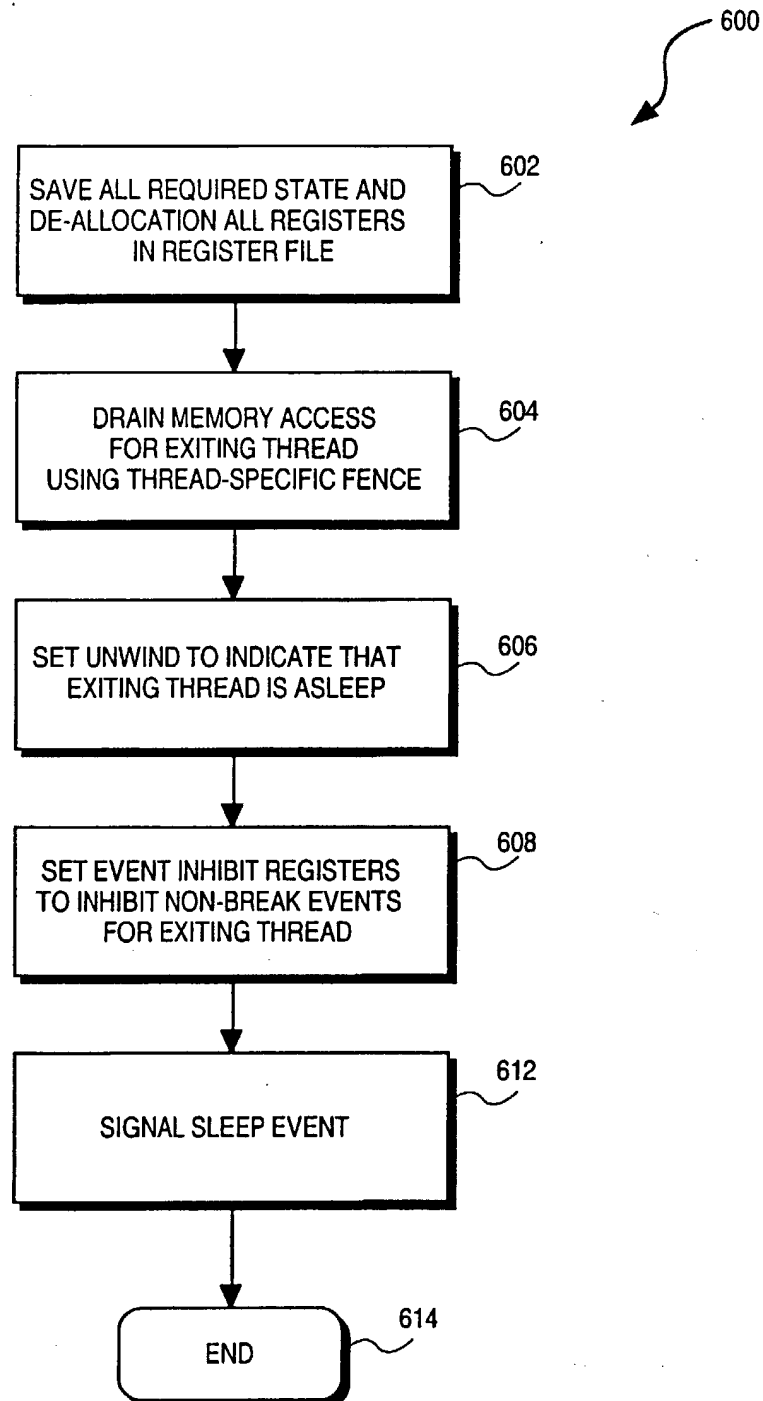 600
602
SAVE ALL REQUIRED STATE AND
DE-ALLOCATION ALL REGISTERS
IN REGISTER FILE
604
DRAIN MEMORY ACCESS
FOR EXITING THREAD
USING THREAD-SPECIFIC FENCE
606
SET UNWIND TO INDICATE THAT
EXITING THREAD IS ASLEEP
608
SET EVENT INHIBIT REGISTERS
TO INHIBIT NON-BREAK EVENTS
FOR EXITING THREAD
612
SIGNAL SLEEP EVENT
614
END